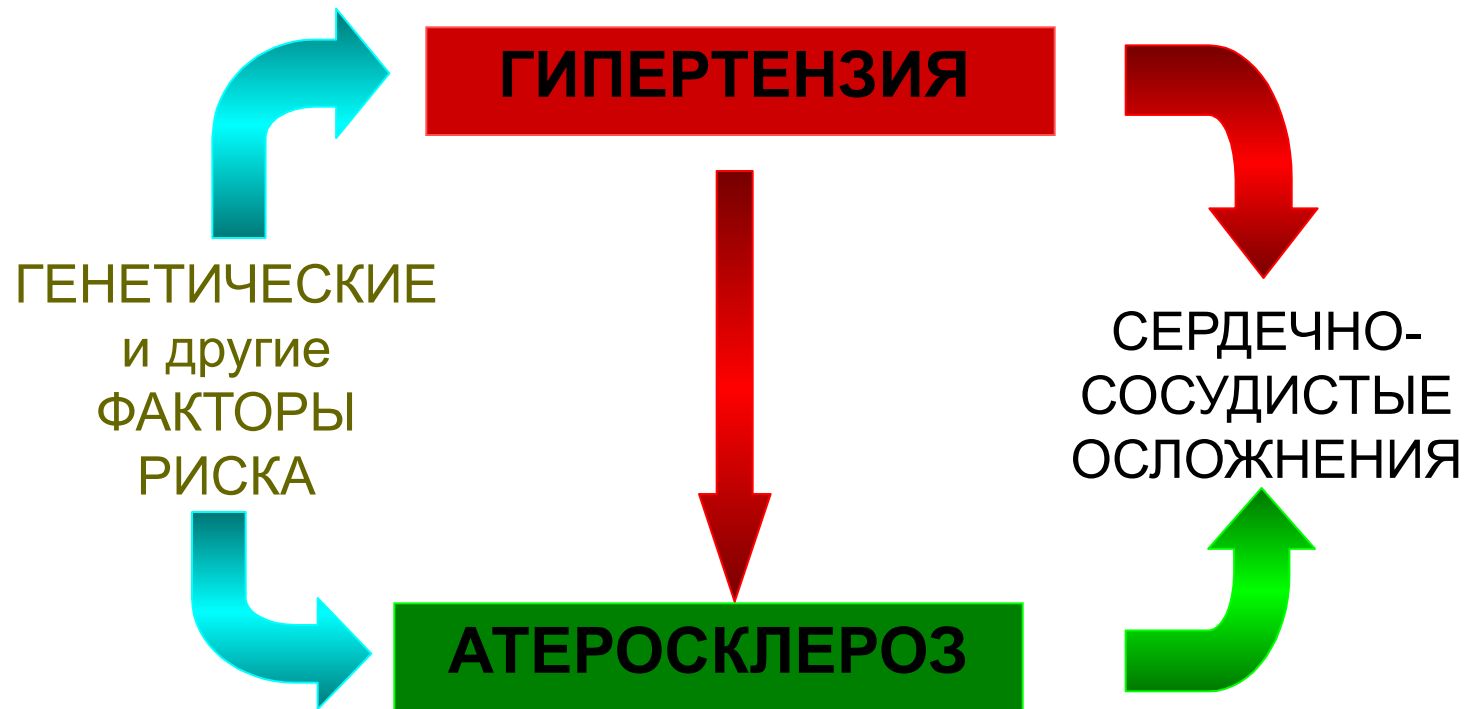 ГИПЕРТЕНЗИЯ
ГЕНЕТИЧЕСКИЕ
и другие
ФАКТОРЫ
РИСКА
СЕРДЕЧНО-
СОСУДИСТЫЕ
ОСЛОЖНЕНИЯ
АТЕРОСКЛЕРОЗ